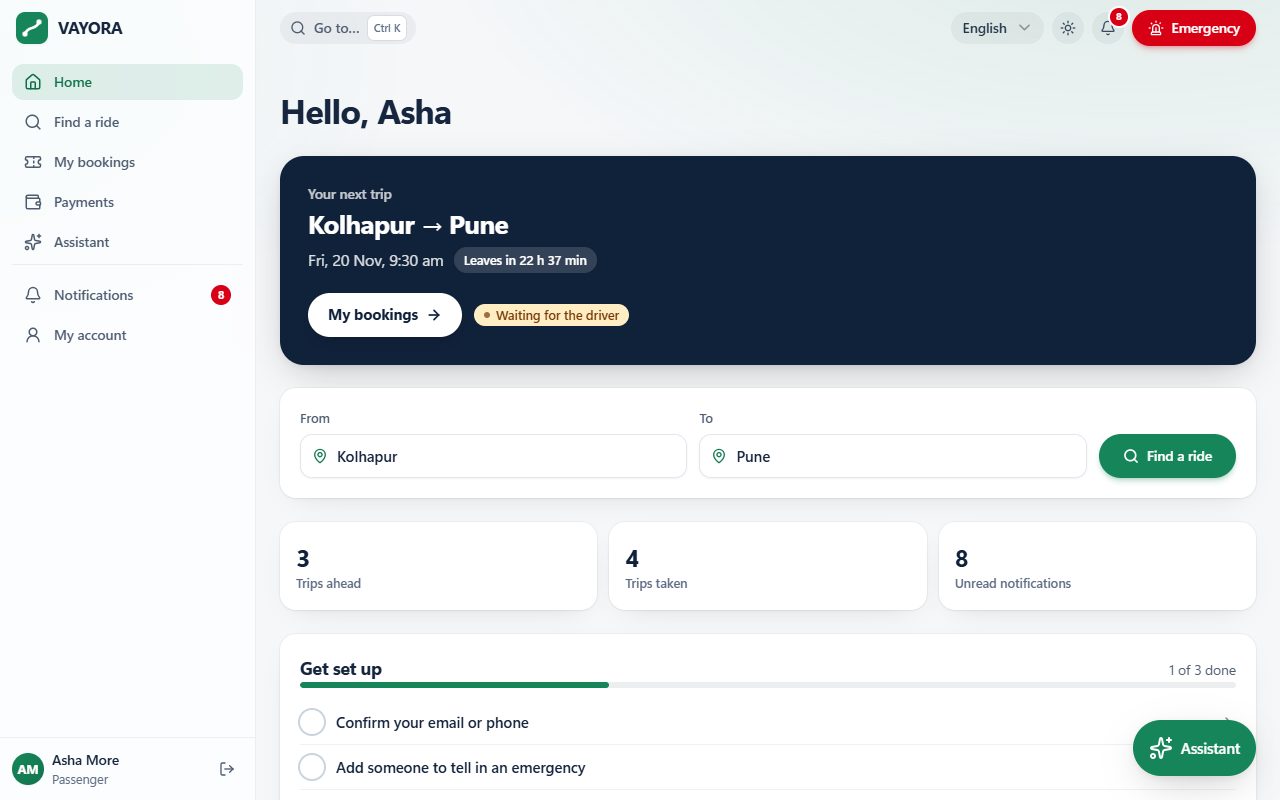 VAYORA
Go to... Ctrl K
English
8
Emergency
Home
Find a ride
My bookings
Payments
Assistant
Notifications 8
My account
Asha More
Passenger
AM
Hello, Asha
Your next trip
Kolhapur → Pune
Fri, 20 Nov, 9:30 am Leaves in 22 h 37 min
My bookings → Waiting for the driver
From
Kolhapur
To
Pune
Find a ride
3
Trips ahead
4
Trips taken
8
Unread notifications
Get set up 1 of 3 done
Confirm your email or phone
Add someone to tell in an emergency
Assistant